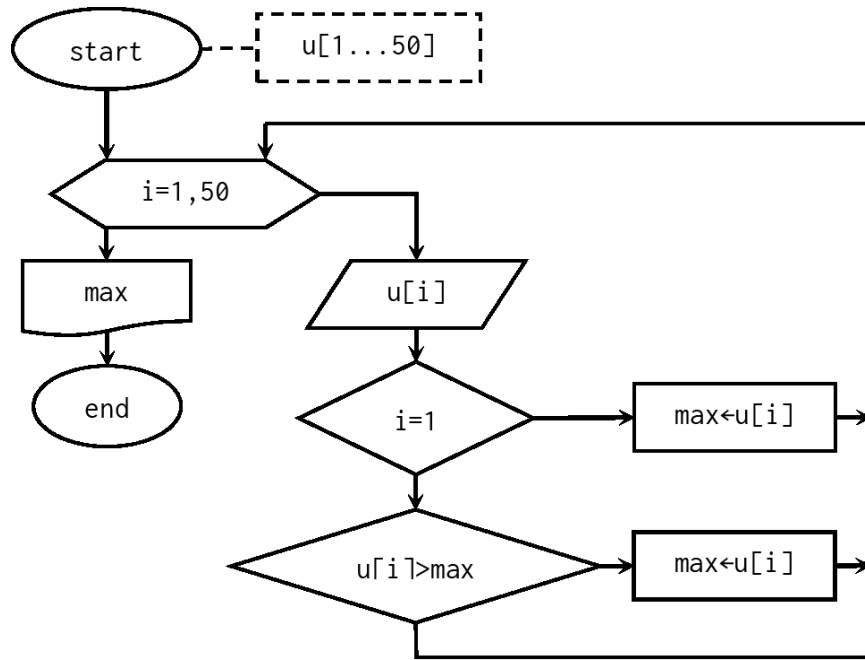 start
u[1...50]
i=1,50
max
u[i]
end
i=1
max←u[i]
u[i]>max
max←u[i]